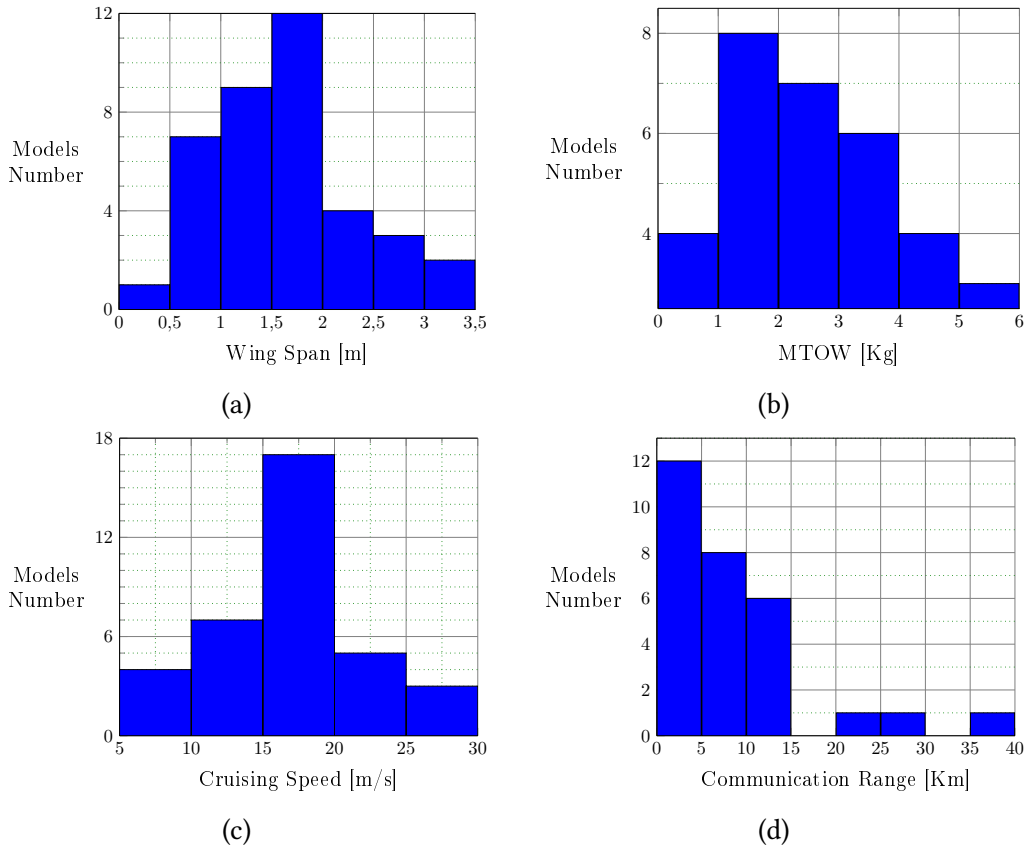 12
8
4
0
Models
Number
0 0,5 1 1,5 2 2,5 3 3,5
Wing Span [m]
(a)
8
6
4
Models
Number
0 1 2 3 4 5 6
MTOW [Kg]
(b)
18
12
6
0
Models
Number
5 10 15 20 25 30
Cruising Speed [m/s]
(c)
12
10
8
6
4
2
0
Models
Number
0 5 10 15 20 25 30 35 40
Communication Range [Km]
(d)